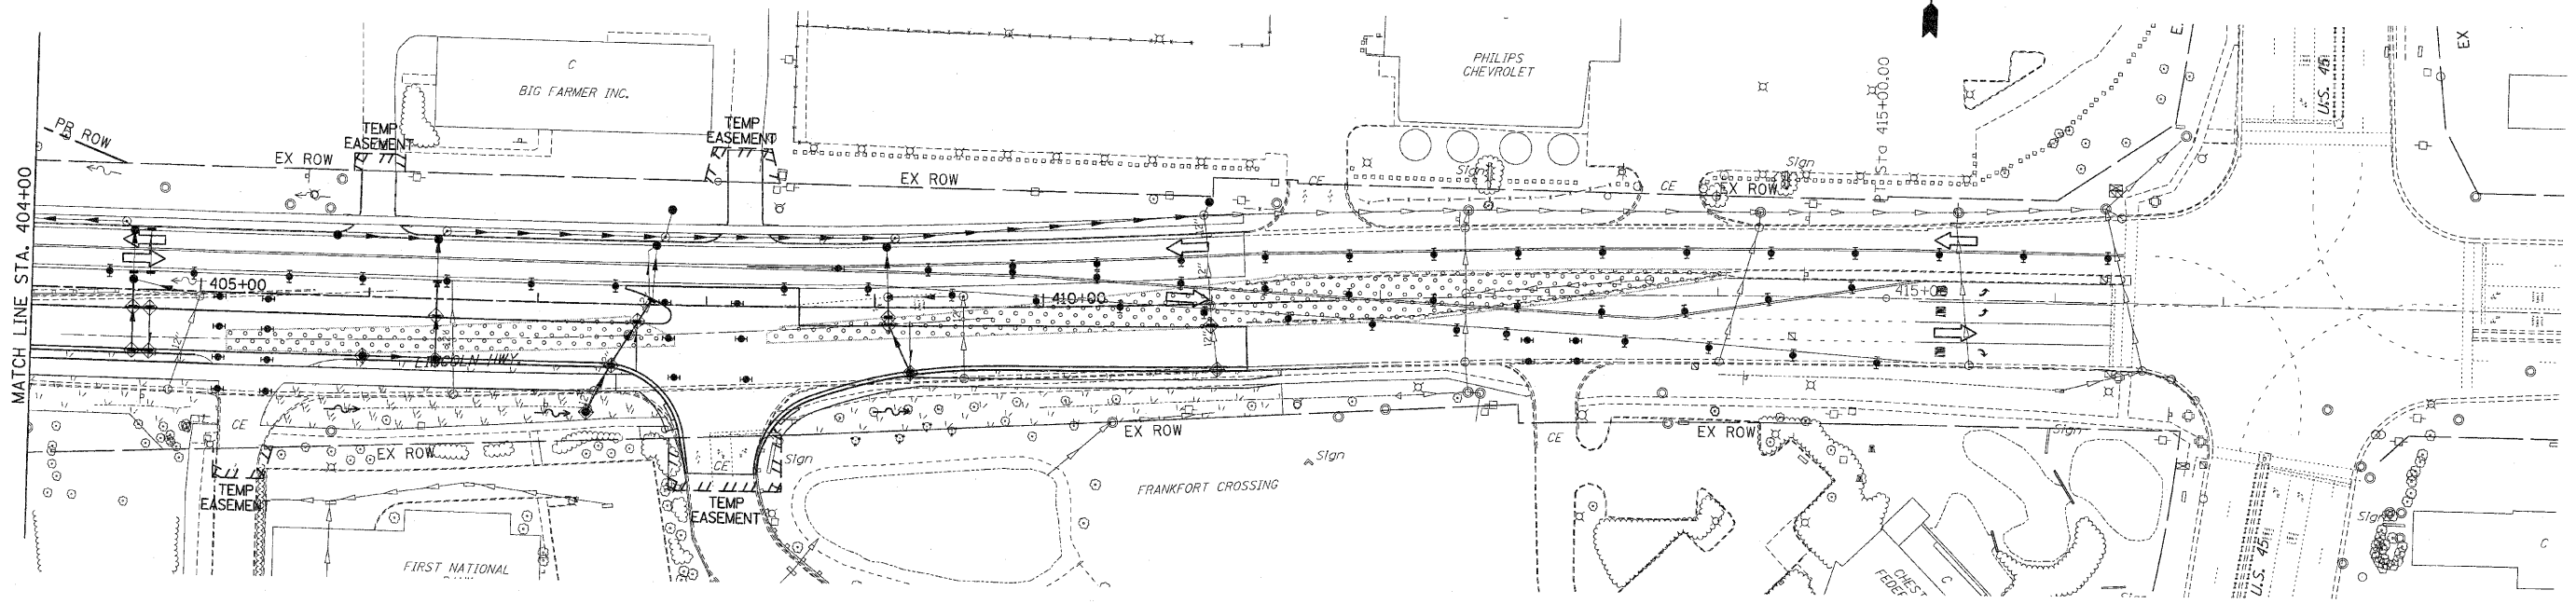 MATCH LINE STA. 404+00
PR ROW
EX ROW
TEMP
EASEMENT
C
BIG FARMER INC.
TEMP
EASEMENT
EX ROW
CE
PHILIPS
CHEVROLET
Sign
CE
Sign
EX ROW
Sta 415+00.00
U.S. 45
EX
405+00
410+00
LINCOLN HWY.
12"
CE
EX ROW
TEMP
EASEMENT
FIRST NATIONAL
CE
TEMP
EASEMENT
Sign
EX ROW
Sign
FRANKFORT CROSSING
CE
EX ROW
Sign
C
U.S. 45
Sign
C